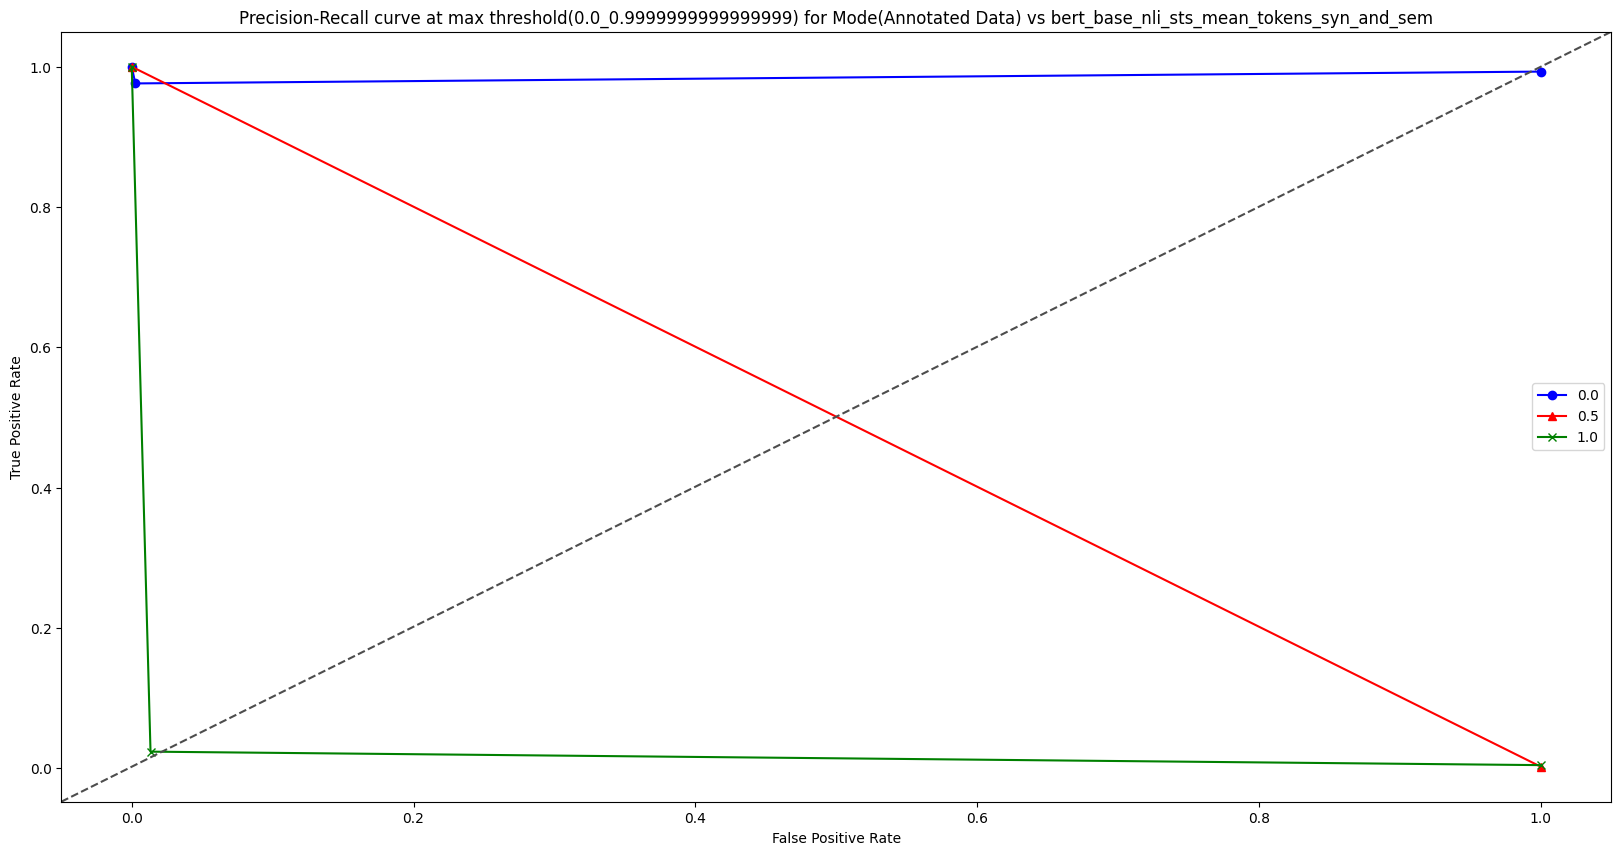 Precision-Recall curve at max threshold(0.0_0.9999999999999999) for Mode(Annotated Data) vs bert_base_nli_sts_mean_tokens_syn_and_sem
1.0
0.8
0.6
0.4
0.2
0.0
True Positive Rate
0.0
0.5
1.0
0.0 0.2 0.4 0.6 0.8 1.0
False Positive Rate